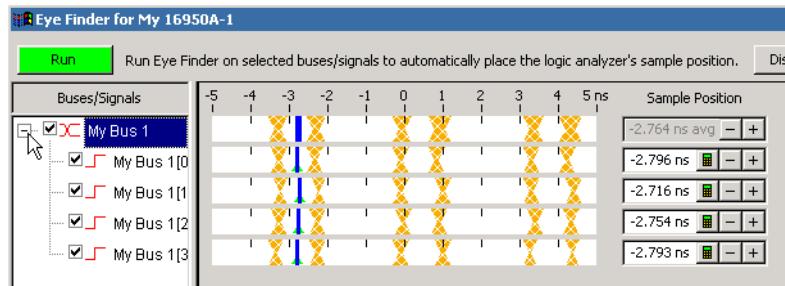 Eye Finder for My 16950A-1
Run Run Eye Finder on selected buses/signals to automatically place the logic analyzer's sample position. Dis
Buses/Signals -5 -4 -3 -2 -1 0 1 2 3 4 5 ns Sample Position
My Bus 1 -2.764 ns avg - +
My Bus 1[0 -2.796 ns - +
My Bus 1[1 -2.716 ns - +
My Bus 1[2 -2.754 ns - +
My Bus 1[3 -2.793 ns - +